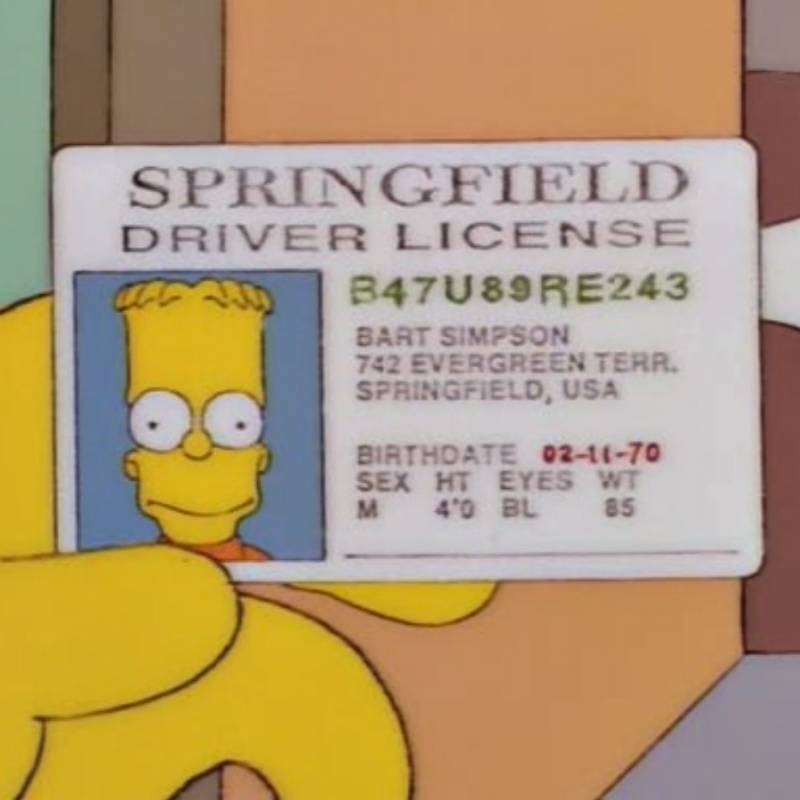 SPRINGFIELD
DRIVER LICENSE
B47U89RE243
BART SIMPSON
742 EVERGREEN TERR.
SPRINGFIELD, USA
BIRTHDATE 02-11-70
SEX HT EYES WT
M 4'0 BL 85